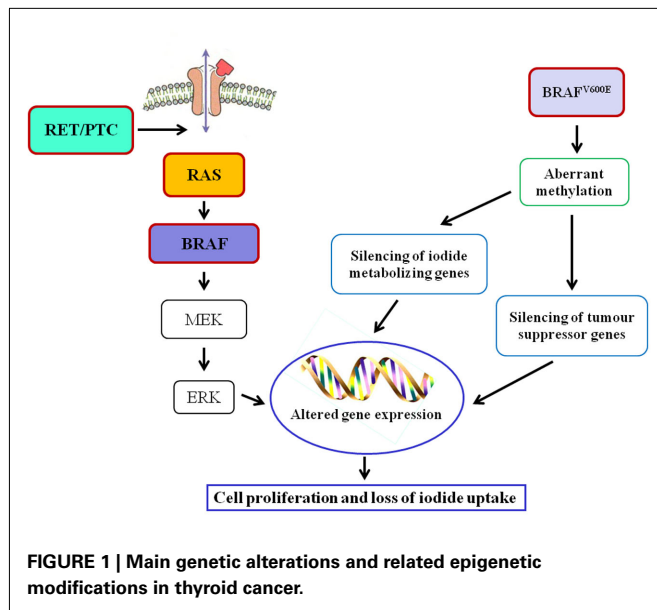 RET/PTC
RAS
BRAF
MEK
ERK
BRAFV600E
Aberrant
methylation
Silencing of iodide
metabolizing genes
Silencing of tumour
suppressor genes
Altered gene expression
Cell proliferation and loss of iodide uptake
FIGURE 1 | Main genetic alterations and related epigenetic
modifications in thyroid cancer.